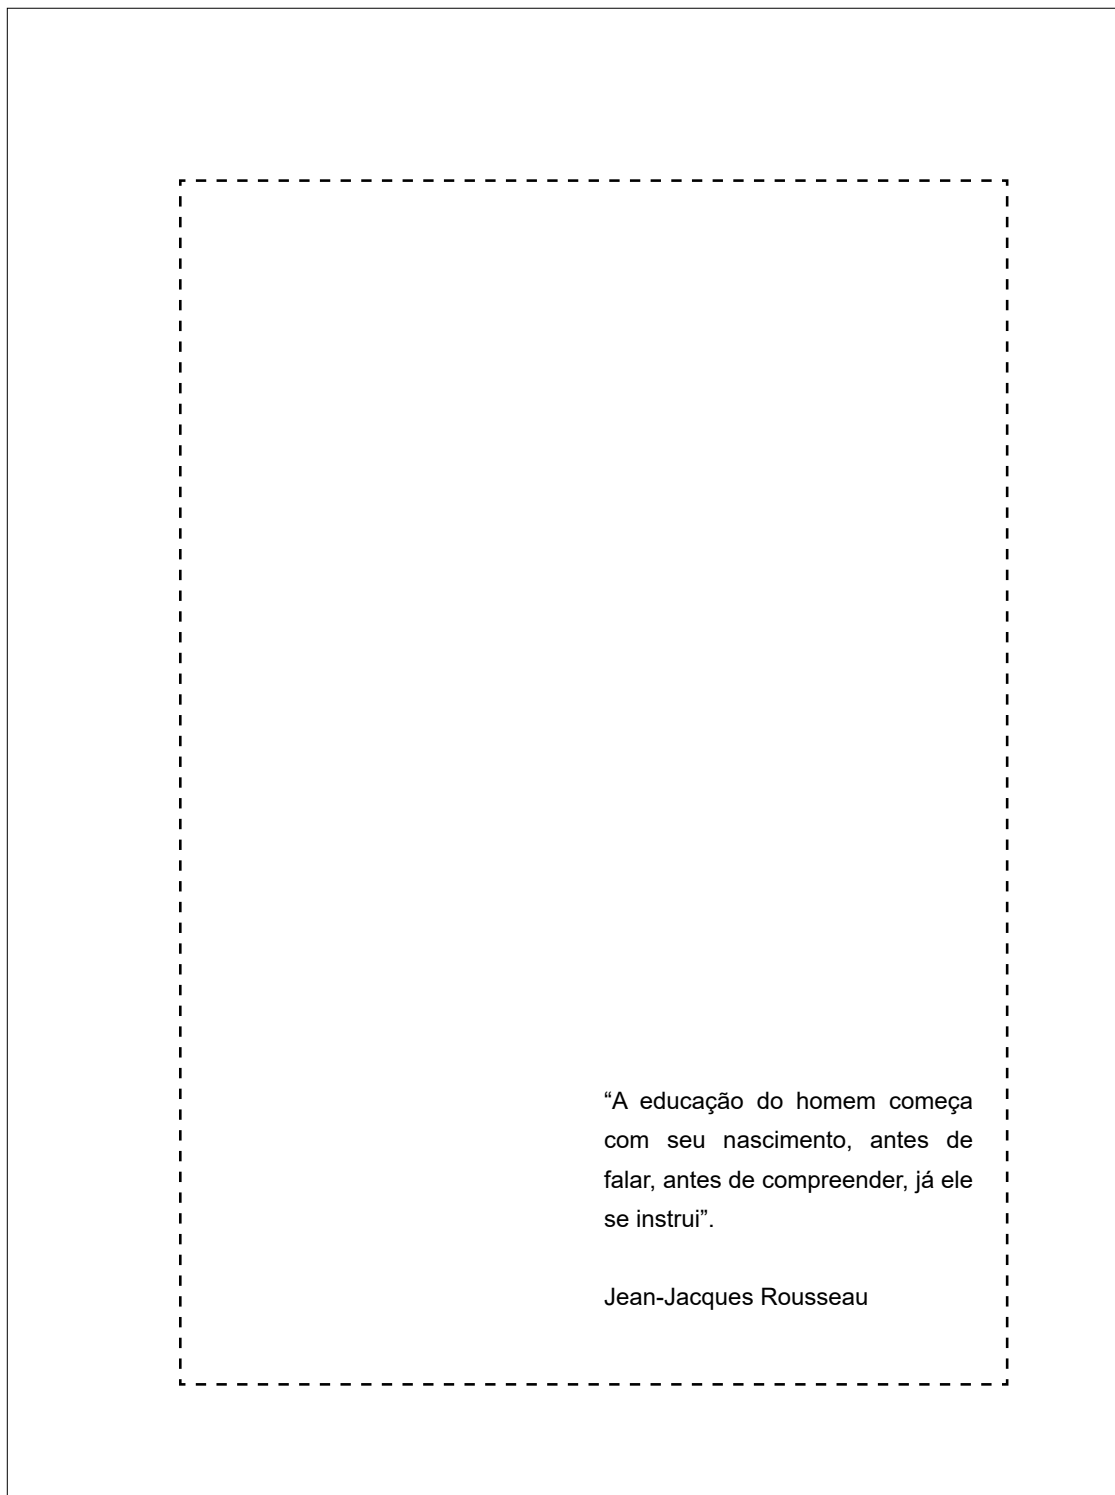 “A educação do homem começa
com seu nascimento, antes de
falar, antes de compreender, já ele
se instrui”.
Jean-Jacques Rousseau